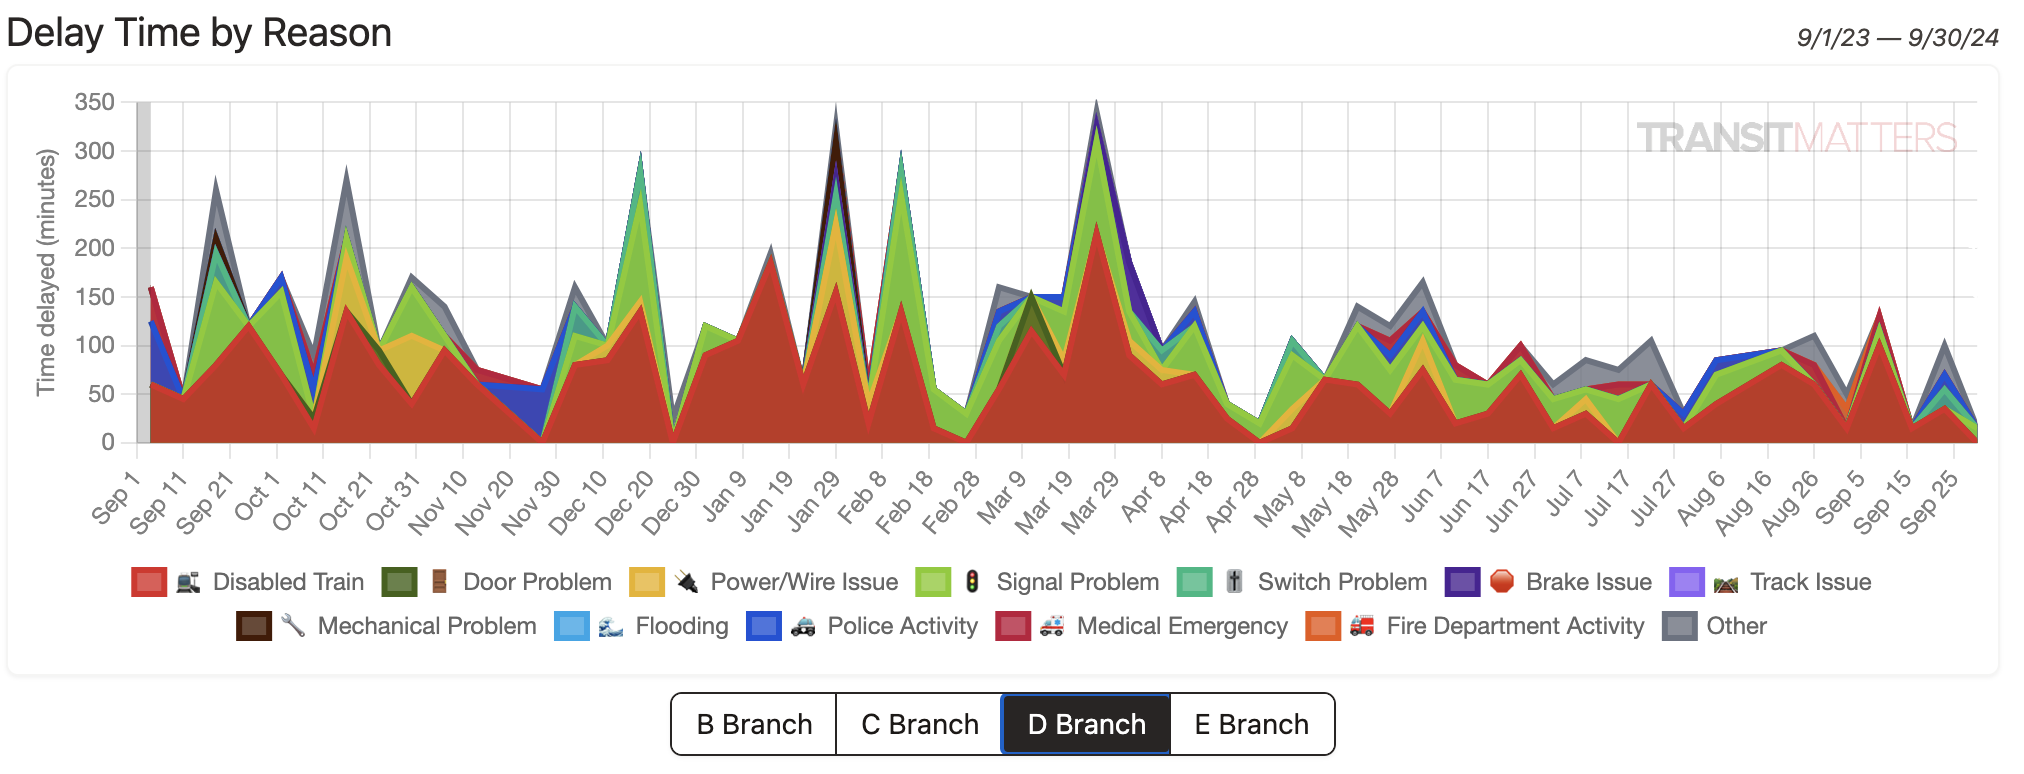 Delay Time by Reason
9/1/23 — 9/30/24
TRANSITMATTERS
Time delayed (minutes)
350
300
250
200
150
100
50
0
Sep 1 Sep 11 Sep 21 Oct 1 Oct 11 Oct 21 Oct 31 Nov 10 Nov 20 Nov 30 Dec 10 Dec 20 Dec 30 Jan 9 Jan 19 Jan 29 Feb 8 Feb 18 Feb 28 Mar 9 Mar 19 Mar 29 Apr 8 Apr 18 Apr 28 May 8 May 18 May 28 Jun 7 Jun 17 Jun 27 Jul 7 Jul 17 Jul 27 Aug 6 Aug 16 Aug 26 Sep 5 Sep 15 Sep 25
Disabled Train Door Problem Power/Wire Issue Signal Problem Switch Problem Brake Issue Track Issue
Mechanical Problem Flooding Police Activity Medical Emergency Fire Department Activity Other
B Branch C Branch D Branch E Branch